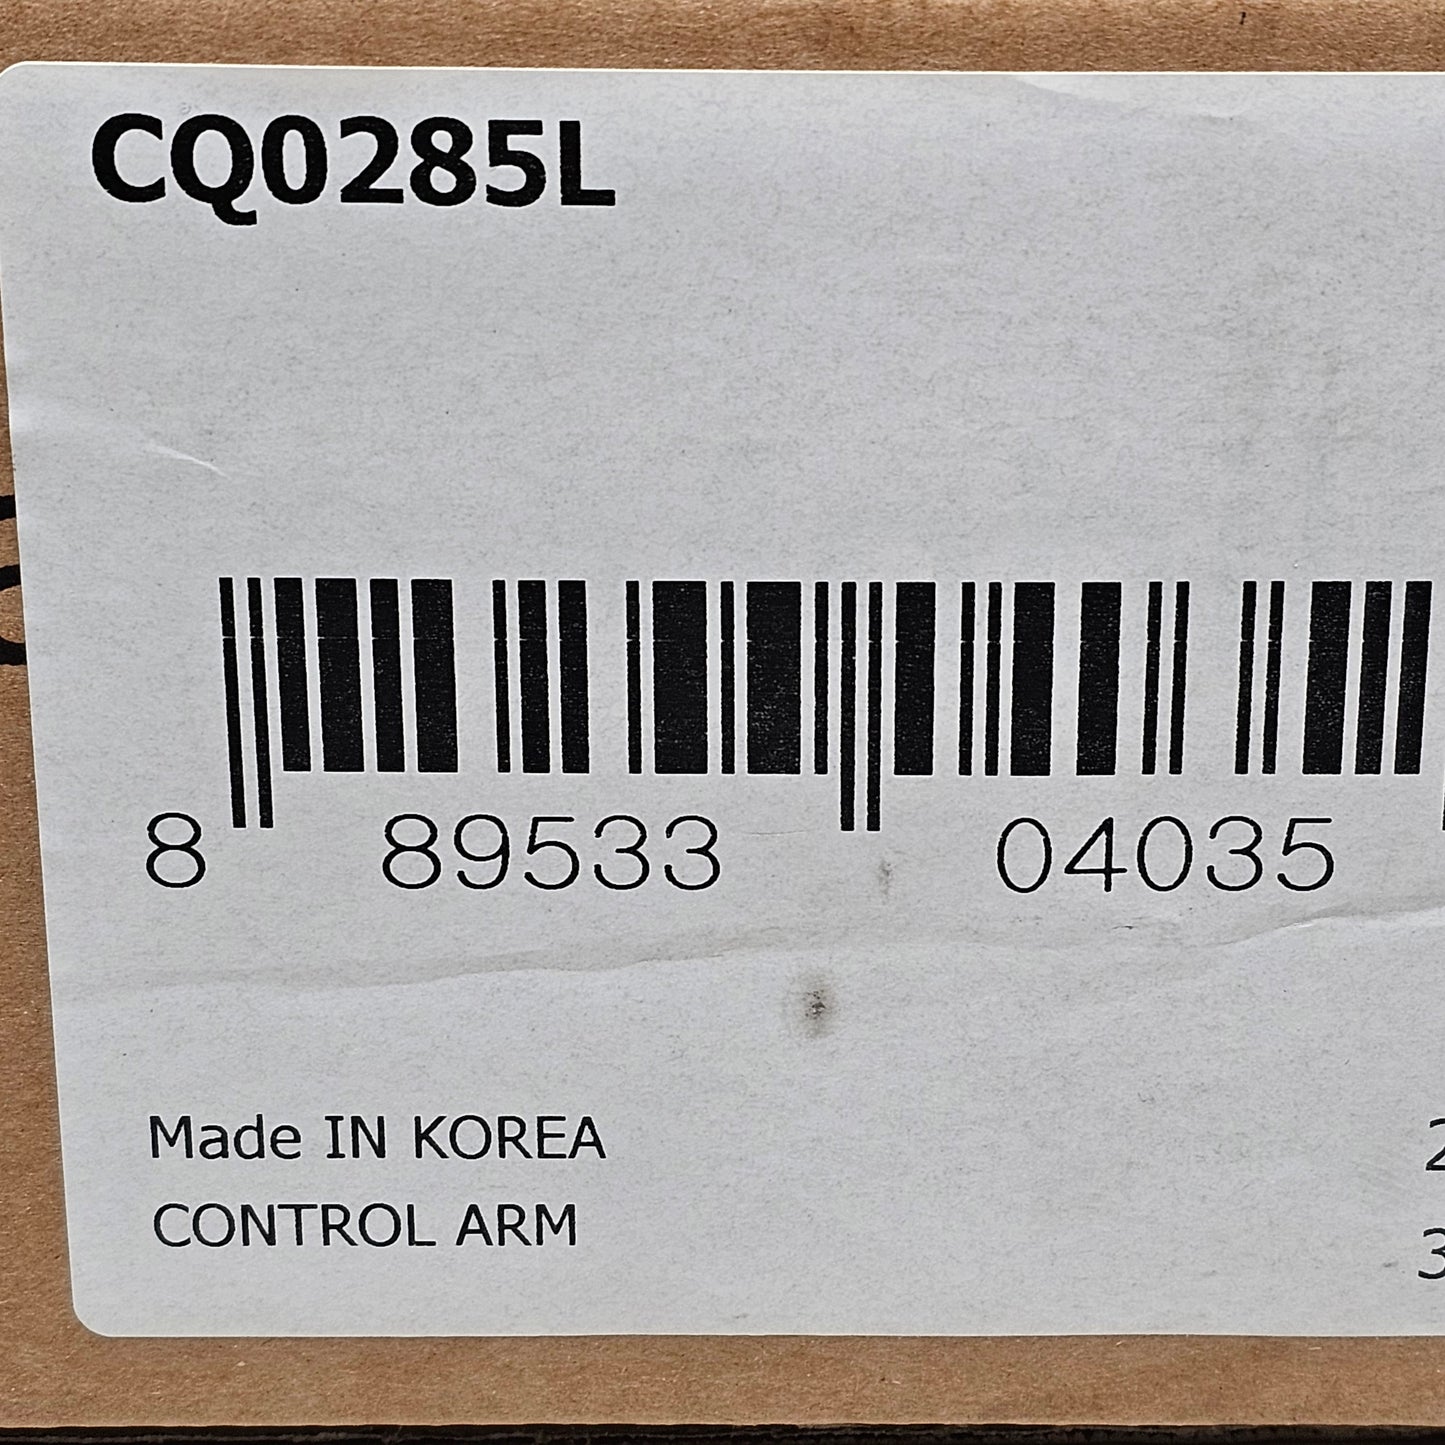 CQ0285L
8 89533 04035
Made IN KOREA
CONTROL ARM